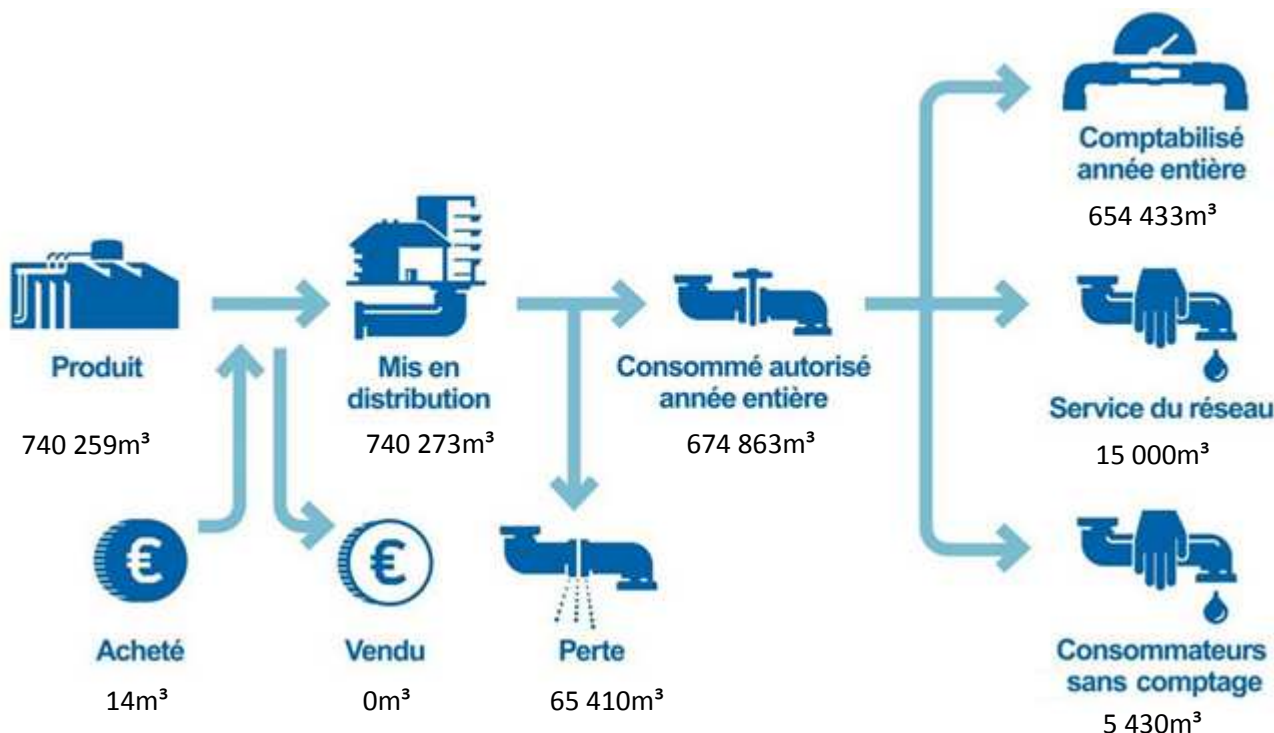 Comptabilisé
année entière
654 433m³
Produit
740 259m³
Mis en
distribution
740 273m³
Consommé autorisé
année entière
674 863m³
Service du réseau
15 000m³
€
Acheté
14m³
€
Vendu
0m³
Perte
65 410m³
Consommateurs
sans comptage
5 430m³